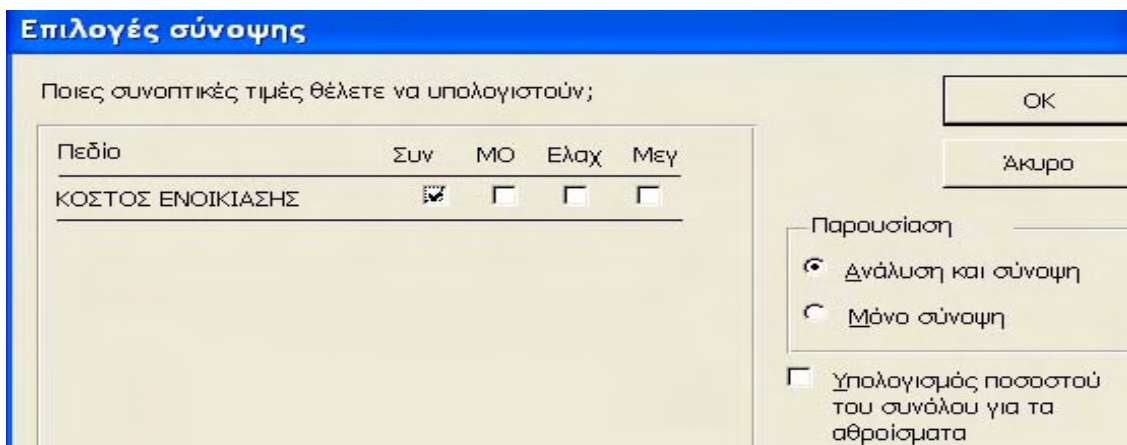 Επιλογές σύνοψης
Ποιες συνοπτικές τιμές θέλετε να υπολογιστούν;
Πεδίο Συν ΜΟ Ελαχ Μεγ
ΚΟΣΤΟΣ ΕΝΟΙΚΙΑΣΗΣ
OK
Άκυρο
Παρουσίαση
Ανάλυση και σύνοψη
Μόνο σύνοψη
Υπολογισμός ποσοστού
του συνόλου για τα
αθροίσματα